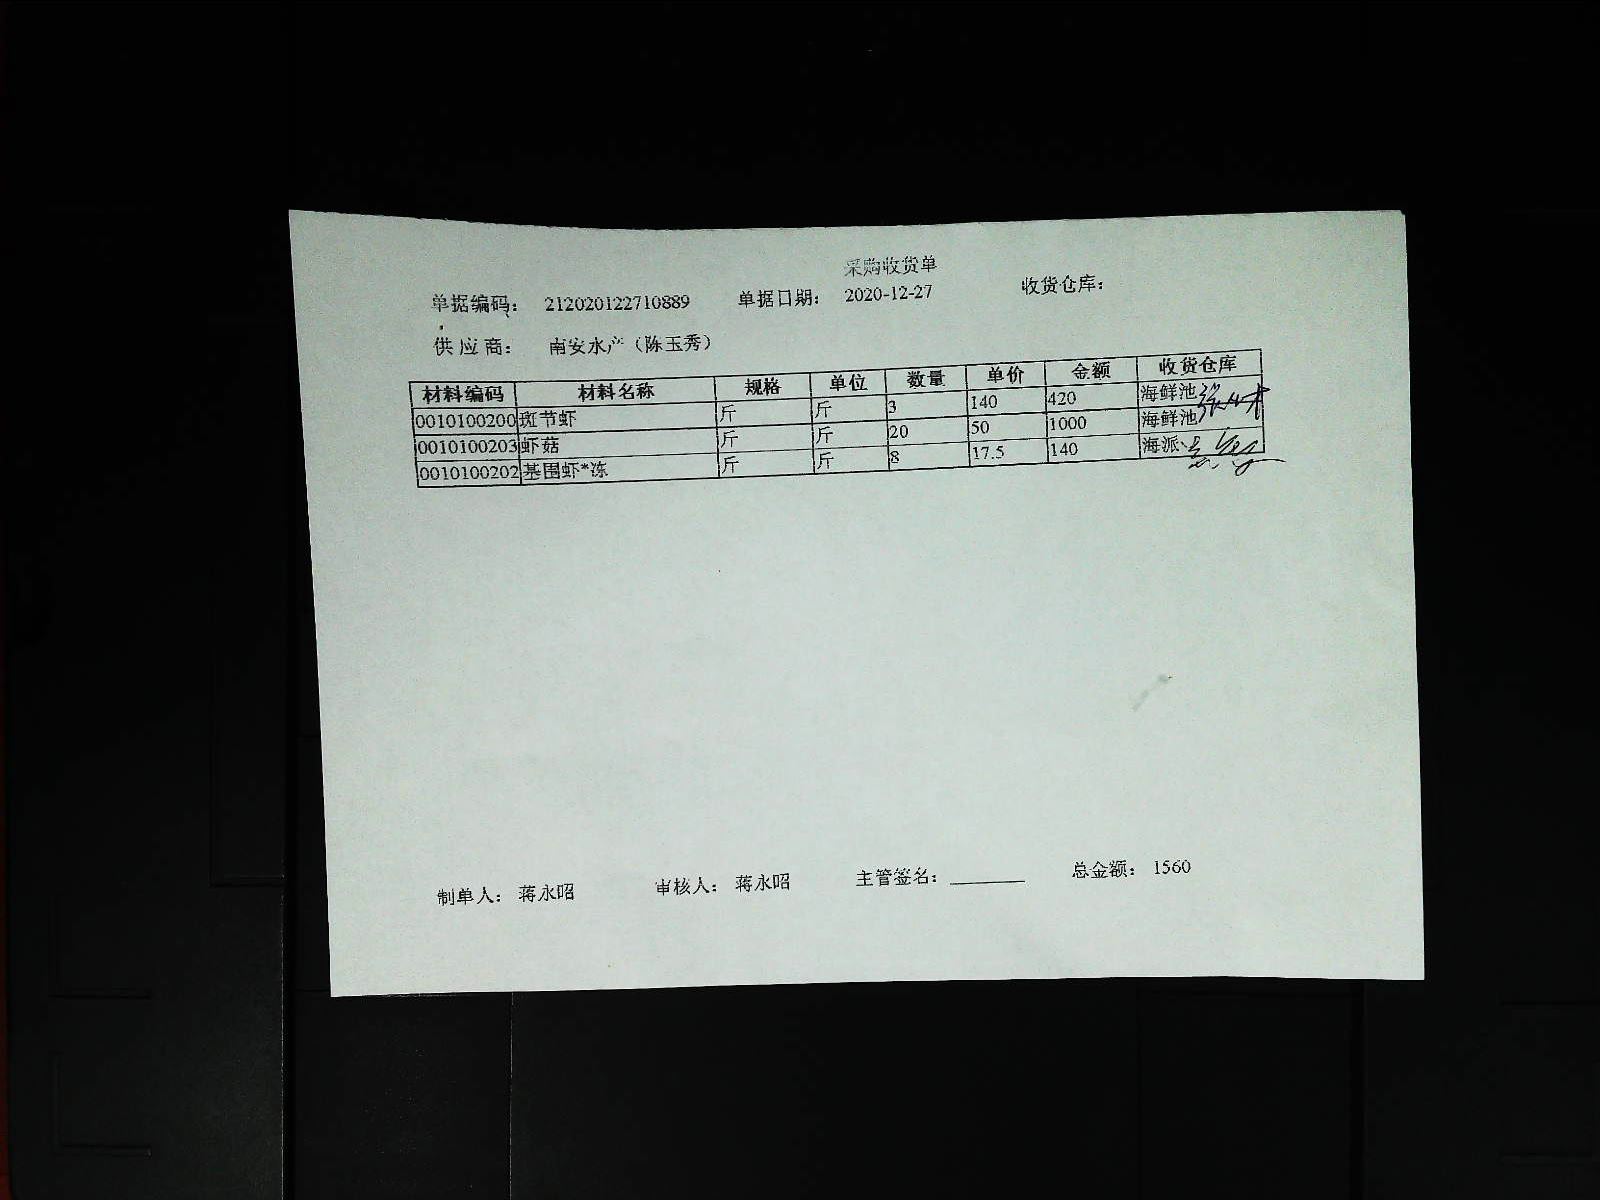 采购收货单
单据编码： 212020122710889 单据日期： 2020-12-27 收货仓库：
供应商： 南安水产（陈玉秀）
材料编码 材料名称 规格 单位 数量 单价 金额 收货仓库
0010100200 斑节虾 斤 斤 3 140 420 海鲜池
0010100203 虾菇 斤 斤 20 50 1000 海鲜池
0010100202 基围虾*冻 斤 斤 8 17.5 140 海派
制单人： 蒋永昭 审核人： 蒋永昭 主管签名： 总金额： 1560